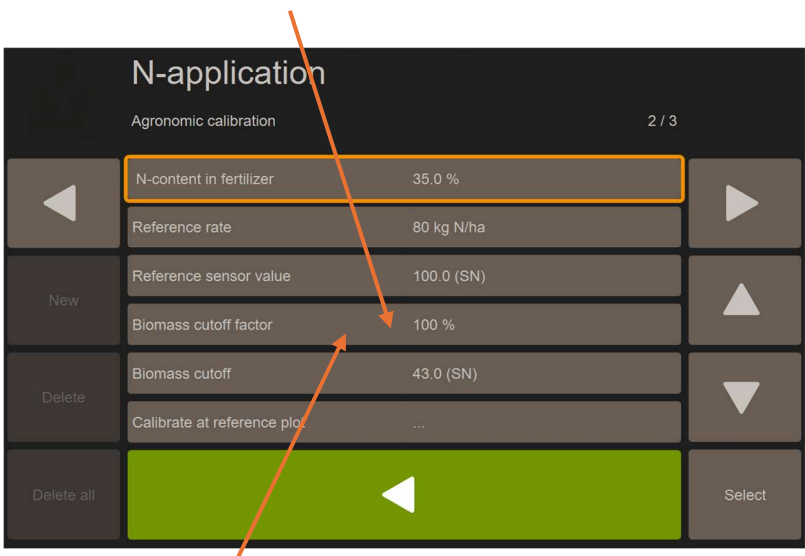 N-application
Agronomic calibration 2 / 3
N-content in fertilizer 35.0 %
Reference rate 80 kg N/ha
Reference sensor value 100.0 (SN)
New
Biomass cutoff factor 100 %
Biomass cutoff 43.0 (SN)
Delete
Calibrate at reference plot ...
Delete all
Select